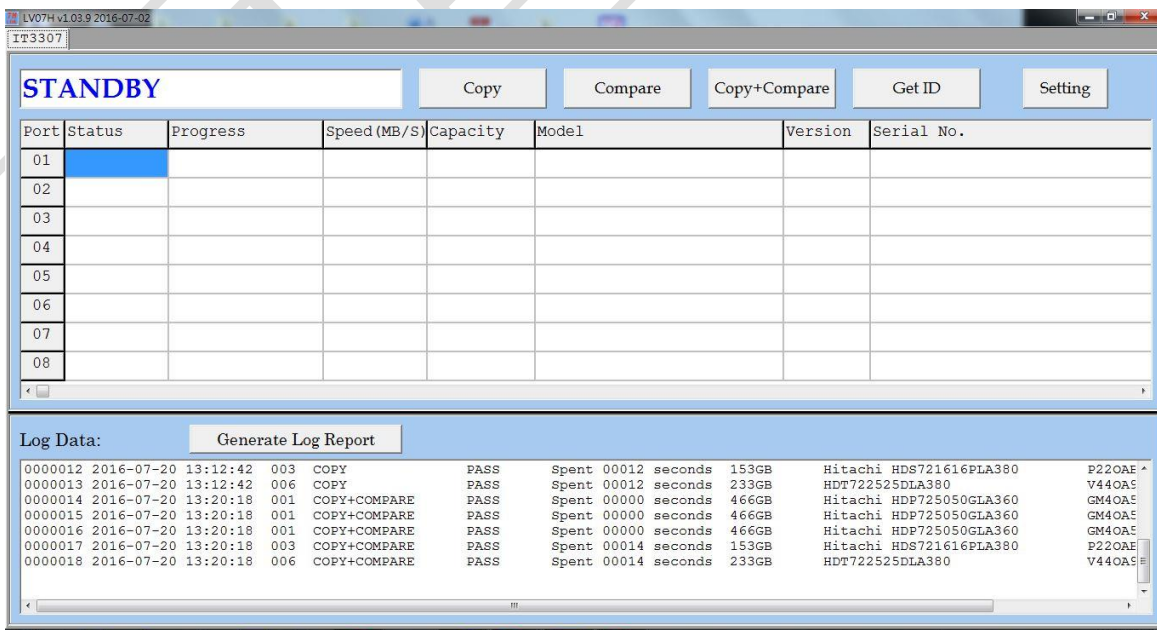 LV07H v1.03.9 2016-07-02
IT3307
STANDBY Copy Compare Copy+Compare Get ID Setting
Port Status Progress Speed(MB/S) Capacity Model Version Serial No.
01
02
03
04
05
06
07
08
Log Data: Generate Log Report
0000012 2016-07-20 13:12:42 003 COPY PASS Spent 00012 seconds 153GB Hitachi HDS721616PLA380 P22OAE
0000013 2016-07-20 13:12:42 006 COPY PASS Spent 00012 seconds 233GB HDT722525DLA380 V44OA9
0000014 2016-07-20 13:20:18 001 COPY+COMPARE PASS Spent 00000 seconds 466GB Hitachi HDP725050GLA360 GM4OA5
0000015 2016-07-20 13:20:18 001 COPY+COMPARE PASS Spent 00000 seconds 466GB Hitachi HDP725050GLA360 GM4OA5
0000016 2016-07-20 13:20:18 001 COPY+COMPARE PASS Spent 00000 seconds 466GB Hitachi HDP725050GLA360 GM4OA5
0000017 2016-07-20 13:20:18 003 COPY+COMPARE PASS Spent 00014 seconds 153GB Hitachi HDS721616PLA380 P22OAE
0000018 2016-07-20 13:20:18 006 COPY+COMPARE PASS Spent 00014 seconds 233GB HDT722525DLA380 V44OA9